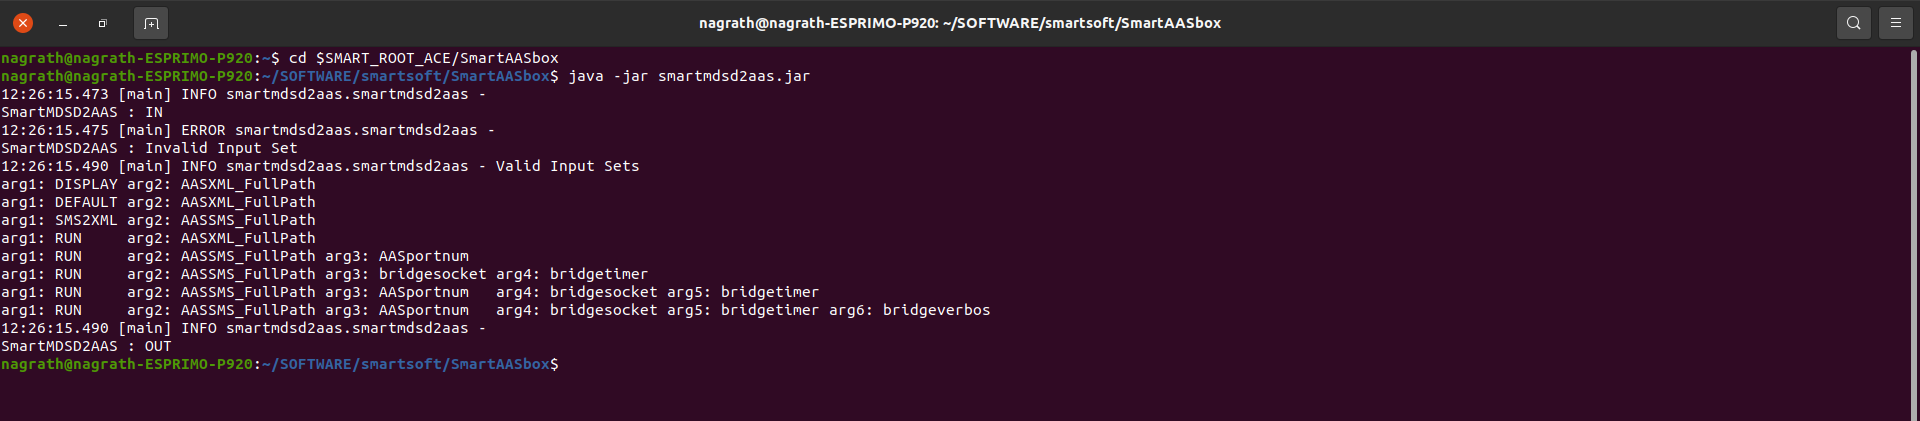 nagrath@nagrath-ESPRIMO-P920: ~/SOFTWARE/smartsoft/SmartAASbox
nagrath@nagrath-ESPRIMO-P920:~$ cd $SMART_ROOT_ACE/SmartAASbox
nagrath@nagrath-ESPRIMO-P920:~/SOFTWARE/smartsoft/SmartAASbox$ java -jar smartmdsd2aas.jar
12:26:15.473 [main] INFO smartmdsd2aas.smartmdsd2aas -
SmartMDSD2AAS : IN
12:26:15.475 [main] ERROR smartmdsd2aas.smartmdsd2aas -
SmartMDSD2AAS : Invalid Input Set
12:26:15.490 [main] INFO smartmdsd2aas.smartmdsd2aas - Valid Input Sets
arg1: DISPLAY arg2: AASXML_FullPath
arg1: DEFAULT arg2: AASXML_FullPath
arg1: SMS2XML arg2: AASSMS_FullPath
arg1: RUN     arg2: AASXML_FullPath
arg1: RUN     arg2: AASSMS_FullPath arg3: AASportnum
arg1: RUN     arg2: AASSMS_FullPath arg3: bridgesocket arg4: bridgetimer
arg1: RUN     arg2: AASSMS_FullPath arg3: AASportnum   arg4: bridgesocket arg5: bridgetimer
arg1: RUN     arg2: AASSMS_FullPath arg3: AASportnum   arg4: bridgesocket arg5: bridgetimer arg6: bridgeverbos
12:26:15.490 [main] INFO smartmdsd2aas.smartmdsd2aas -
SmartMDSD2AAS : OUT
nagrath@nagrath-ESPRIMO-P920:~/SOFTWARE/smartsoft/SmartAASbox$